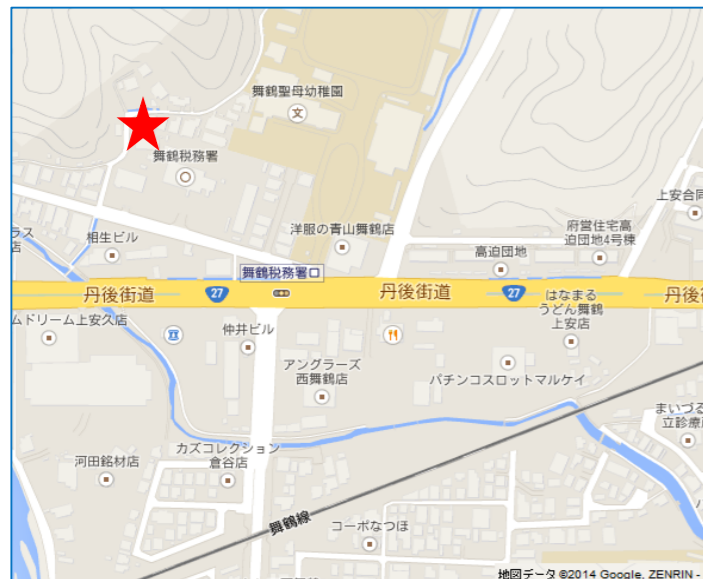 舞鶴聖母幼稚園
文
舞鶴税務署
洋服の青山舞鶴店
上安合同
府営住宅高
迫団地4号棟
高迫団地
ラス
店
相生ビル
舞鶴税務署口
丹後街道
27
丹後街道
27
丹後街
はなまる
うどん舞鶴
上安店
ムドリーム上安久店
仲井ビル
アングラーズ
西舞鶴店
パチンコスロットマルケイ
まいづる
立診療所
カズコレクション
倉谷店
河田銘材店
舞鶴線
コーポなつほ
地図データ ©2014 Google, ZENRIN -